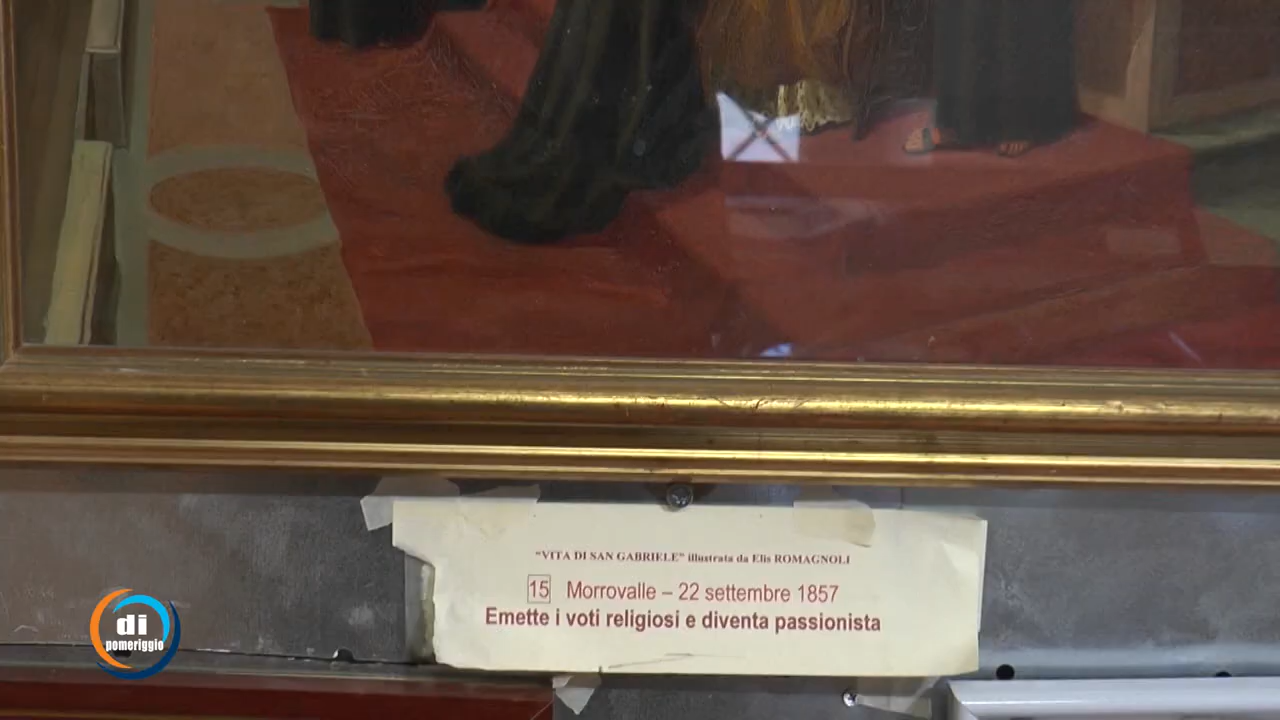 "VITA DI SAN GABRIELE" illustrata da Elis ROMAGNOLI
15 Morrovalle – 22 settembre 1857
Emette i voti religiosi e diventa passionista
di
pomeriggio